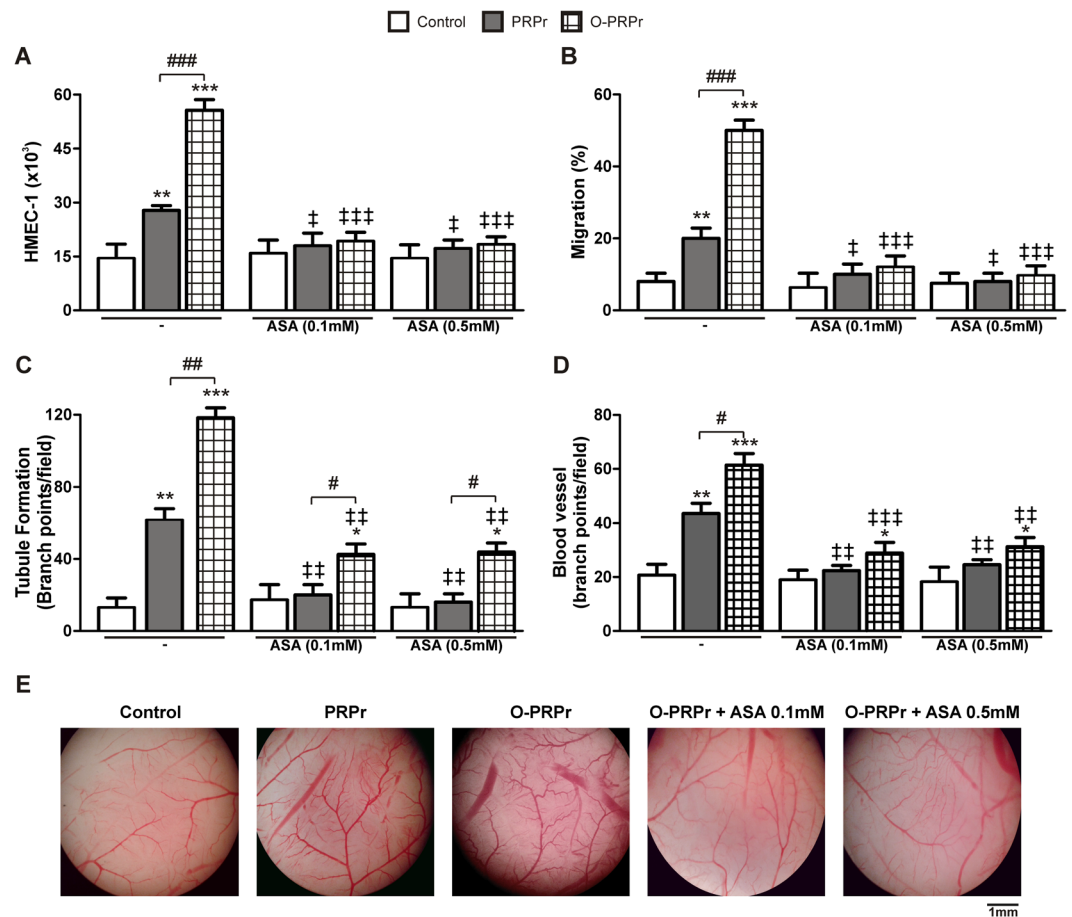 Control PRPr O-PRPr
A
###
***
**
‡ ‡‡‡ ‡ ‡‡‡
HMEC-1 (x10³)
60
45
30
15
0
- ASA (0.1mM) ASA (0.5mM)
B
###
***
**
‡ ‡‡‡ ‡ ‡‡‡
Migration (%)
60
40
20
0
- ASA (0.1mM) ASA (0.5mM)
C
##
***
**
# #
‡‡ ‡‡
* *
‡‡ ‡‡
Tubule Formation
(Branch points/field)
120
80
40
0
- ASA (0.1mM) ASA (0.5mM)
D
#
***
**
‡‡‡ ‡‡
* *
‡‡ ‡‡
Blood vessel
(branch points/field)
80
60
40
20
0
- ASA (0.1mM) ASA (0.5mM)
E
Control PRPr O-PRPr O-PRPr + ASA 0.1mM O-PRPr + ASA 0.5mM
1mm